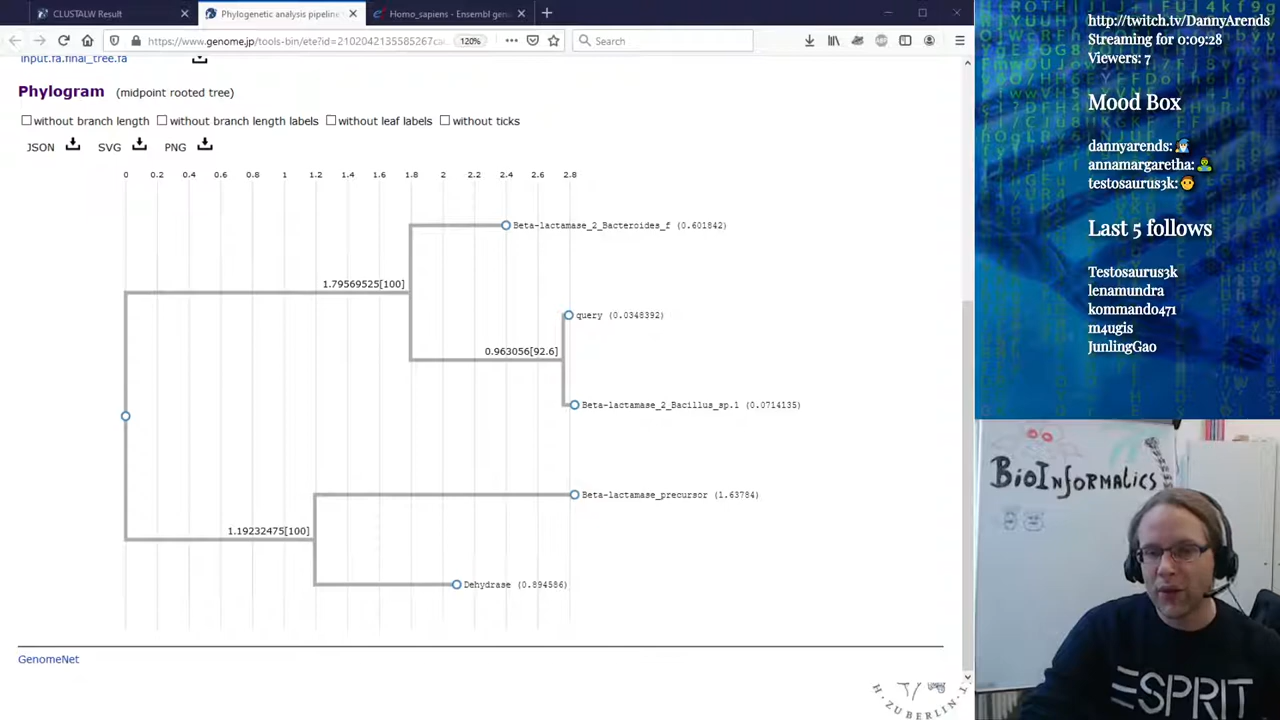 CLUSTALW Result
Phylogenetic analysis pipeline
Homo_sapiens - Ensembl gen
https://www.genome.jp/tools-bin/ete?id=2102042135585267ca
120%
Search
input.fa.final_tree.fa
Phylogram (midpoint rooted tree)
without branch length without branch length labels without leaf labels without ticks
JSON SVG PNG
0 0.2 0.4 0.6 0.8 1 1.2 1.4 1.6 1.8 2 2.2 2.4 2.6 2.8
Beta-lactamase_2_Bacteroides_f (0.601842)
1.79569525[100]
query (0.0348392)
0.963056[92.6]
Beta-lactamase_2_Bacillus_sp.1 (0.0714135)
Beta-lactamase_precursor (1.63784)
1.19232475[100]
Dehydrase (0.894586)
GenomeNet
H·ZU BERLIN·T
http://twitch.tv/DannyArends
Streaming for 0:09:28
Viewers: 7
Mood Box
dannyarends:
annamargaretha:
testosaurus3k:
Last 5 follows
Testosaurus3k
lenamundra
kommando471
m4ugis
JunlingGao
BioInformatics
ESPRIT